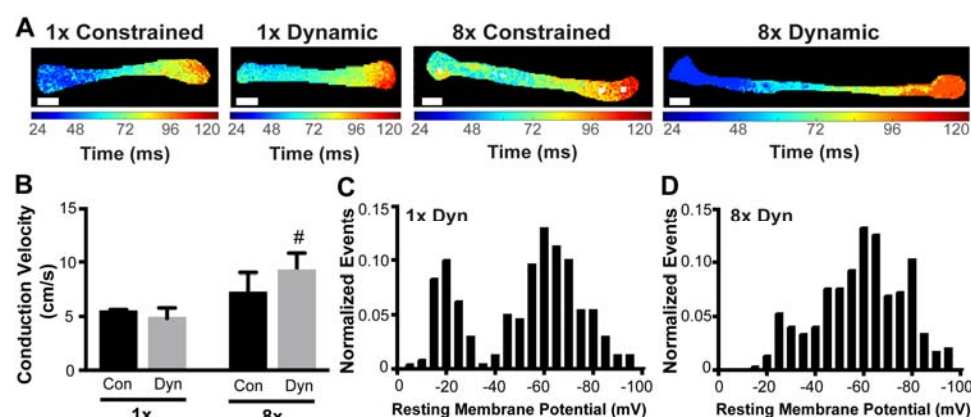 A
1x Constrained
1x Dynamic
8x Constrained
8x Dynamic
24 48 72 96 120
24 48 72 96 120
24 48 72 96 120
24 48 72 96 120
Time (ms)
Time (ms)
Time (ms)
Time (ms)
B
Conduction Velocity
(cm/s)
15
10
5
0
#
Con Dyn Con Dyn
1x 8x
C
1x Dyn
Normalized Events
0.15
0.10
0.05
0
0 -20 -40 -60 -80 -100
Resting Membrane Potential (mV)
D
8x Dyn
Normalized Events
0.15
0.10
0.05
0
0 -20 -40 -60 -80 -100
Resting Membrane Potential (mV)